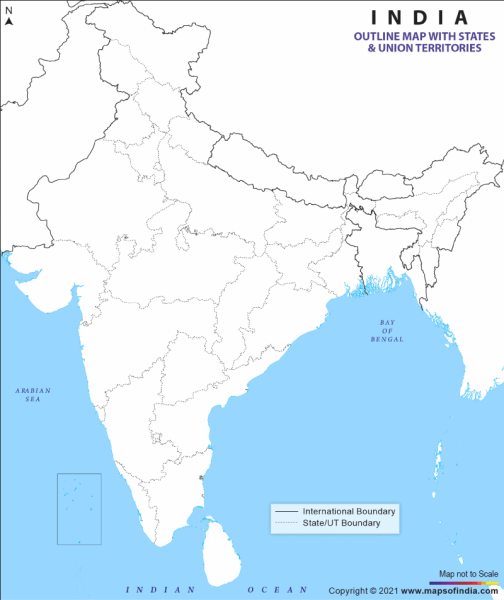 N
INDIA
OUTLINE MAP WITH STATES
& UNION TERRITORIES
BAY
OF
BENGAL
ARABIAN
SEA
International Boundary
State/UT Boundary
Map not to Scale
INDIAN OCEAN
Copyright © 2021 www.mapsofindia.com